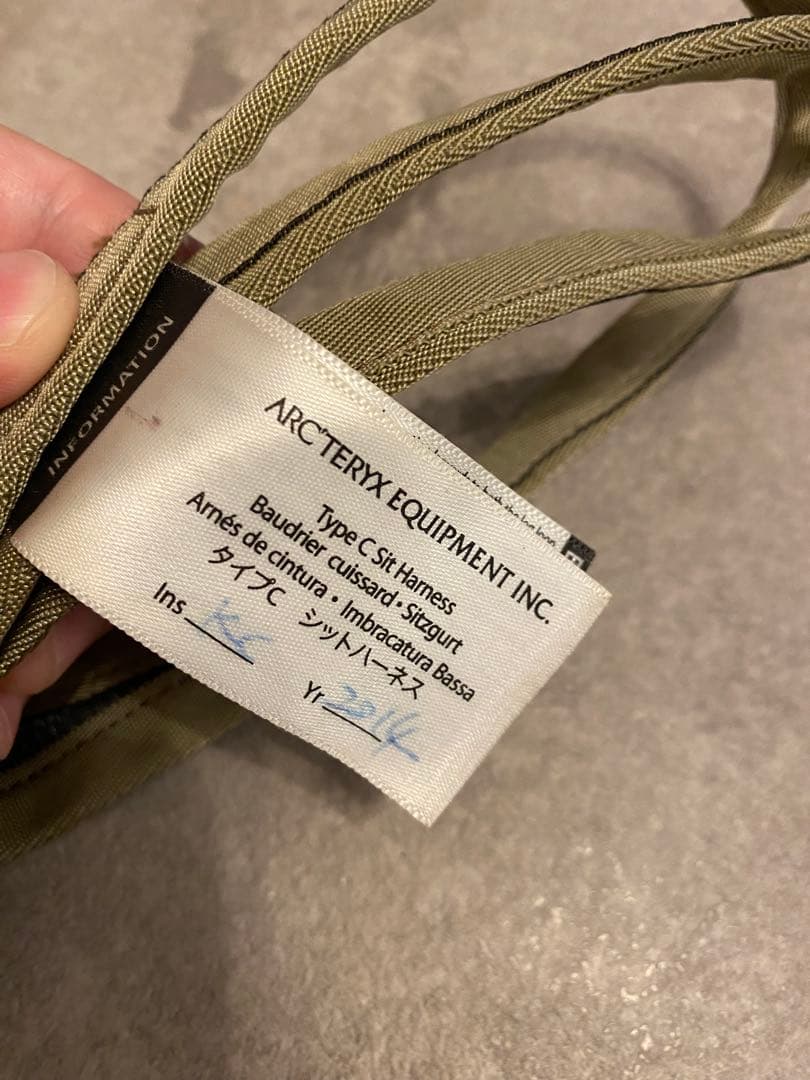 INFORMATION
ARC'TERYX EQUIPMENT INC.
Type C Sit Harness
Baudrier cuissard · Sitzgurt
Arnés de cintura · Imbracatura Bassa
タイプC シットハーネス
Ins
Yr 2014